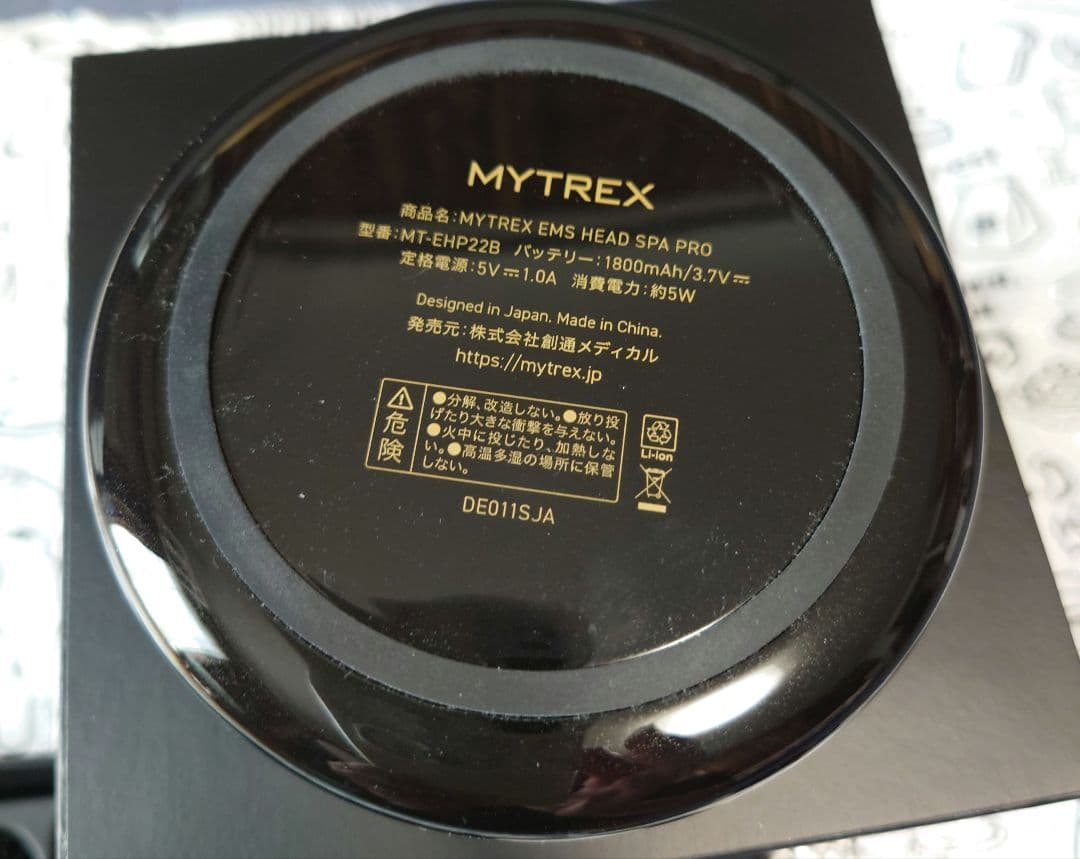 MYTREX
商品名:MYTREX EMS HEAD SPA PRO
型番:MT-EHP22B バッテリー:1800mAh/3.7V⎓
定格電源:5V⎓1.0A 消費電力:約5W
Designed in Japan. Made in China.
発売元:株式会社創通メディカル
https://mytrex.jp
危険
●分解、改造しない。●放り投
げたり大きな衝撃を与えない。
●火中に投じたり、加熱しな
い。●高温多湿の場所に保管
しない。
Li-ion
DE011SJA